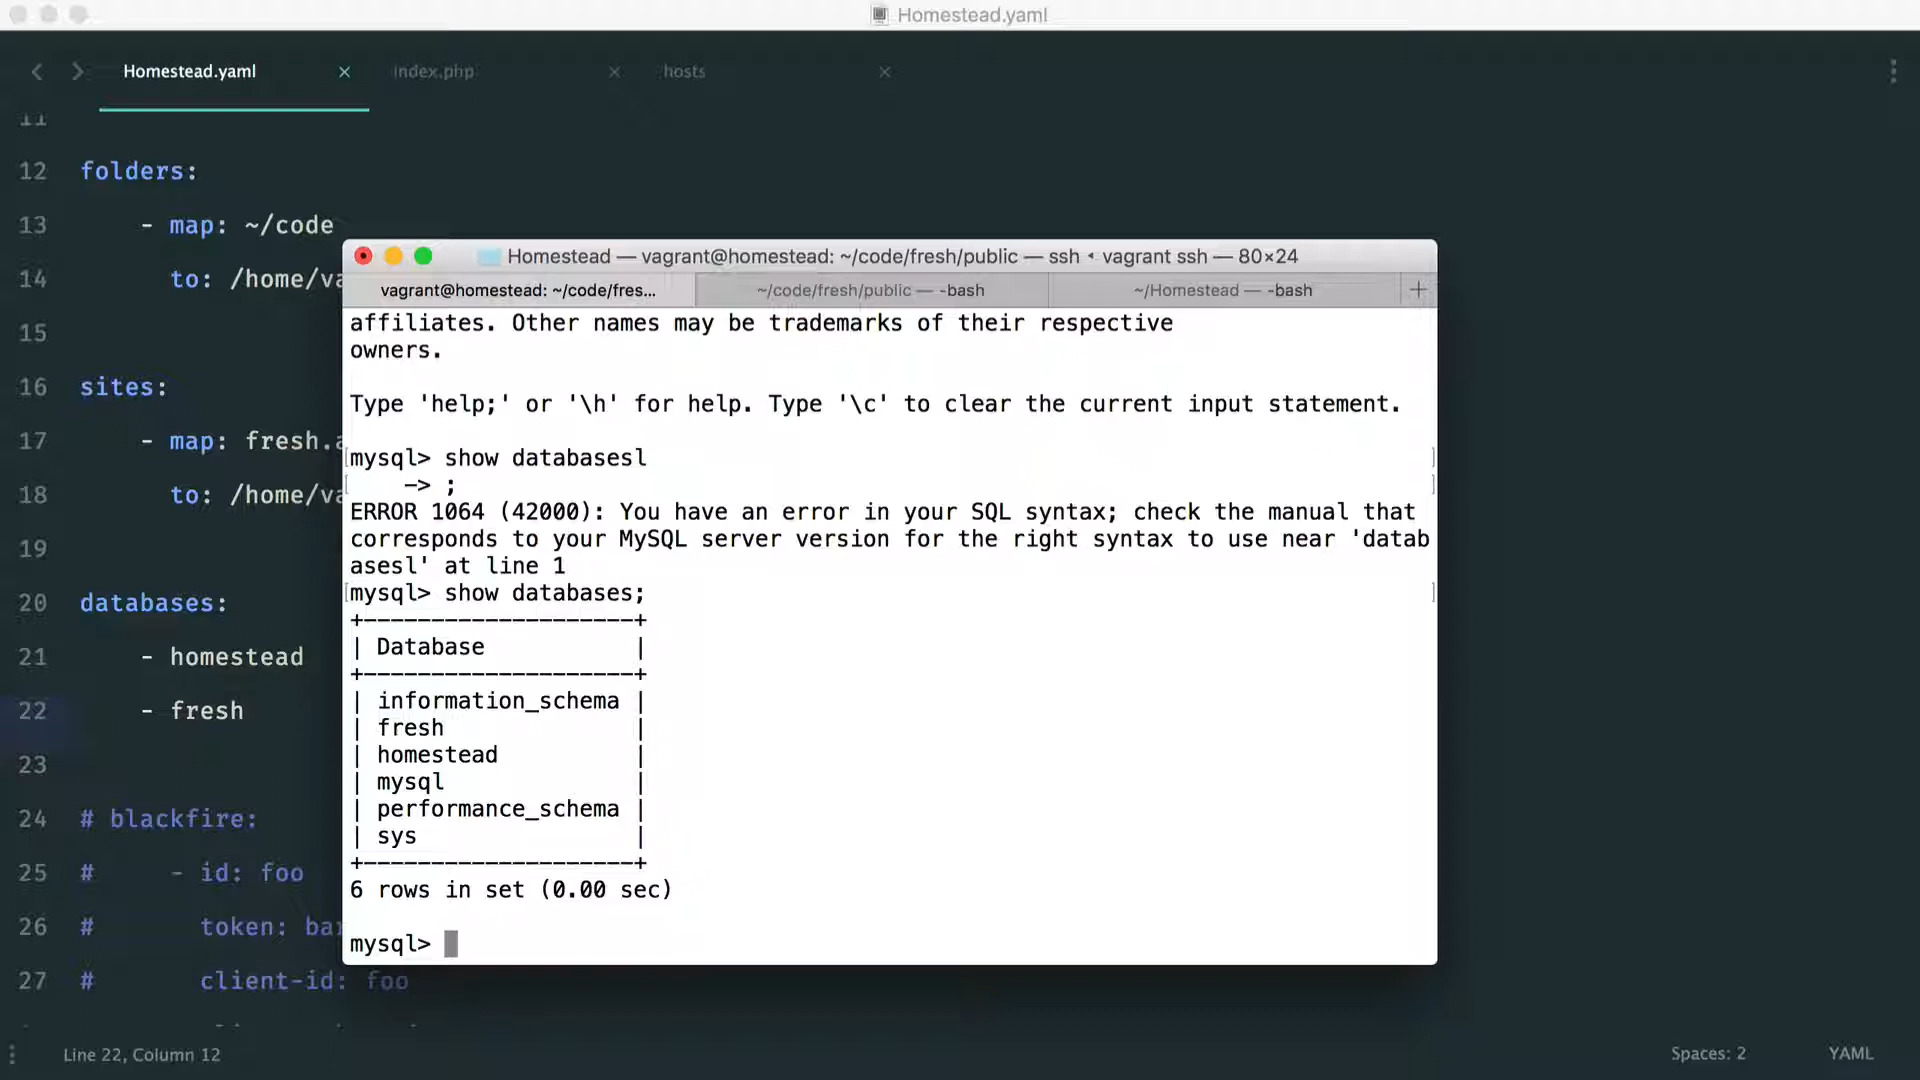 Homestead.yaml
Homestead.yaml index.php hosts
11
12 folders:
13 - map: ~/code
14 to: /home/va
15
16 sites:
17 - map: fresh.a
18 to: /home/va
19
20 databases:
21 - homestead
22 - fresh
23
24 # blackfire:
25 # - id: foo
26 # token: bar
27 # client-id: foo
Homestead — vagrant@homestead: ~/code/fresh/public — ssh ◂ vagrant ssh — 80×24
vagrant@homestead: ~/code/fres... ~/code/fresh/public — -bash ~/Homestead — -bash +
affiliates. Other names may be trademarks of their respective
owners.
Type 'help;' or '\h' for help. Type '\c' to clear the current input statement.
[mysql> show databasesl ]
[ -> ; ]
ERROR 1064 (42000): You have an error in your SQL syntax; check the manual that
corresponds to your MySQL server version for the right syntax to use near 'datab
asesl' at line 1
[mysql> show databases; ]
+--------------------+
| Database |
+--------------------+
| information_schema |
| fresh |
| homestead |
| mysql |
| performance_schema |
| sys |
+--------------------+
6 rows in set (0.00 sec)
mysql>
Line 22, Column 12 Spaces: 2 YAML